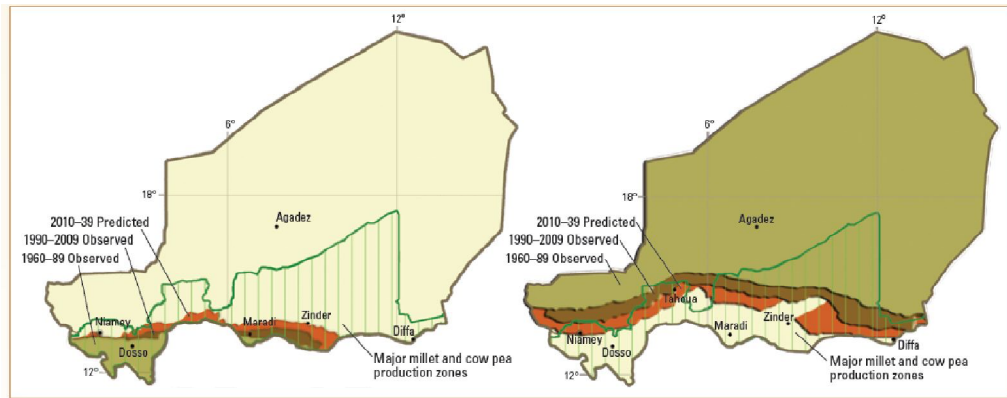 12°
6°
18°
Agadez
2010–39 Predicted
1990–2009 Observed
1960–89 Observed
Niamey
Maradi
Zinder
Diffa
Dosso
Major millet and cow pea
production zones
12°
12°
6°
18°
Agadez
2010–39 Predicted
1990–2009 Observed
1960–89 Observed
Tahoua
Niamey
Maradi
Zinder
Diffa
Dosso
Major millet and cow pea
production zones
12°